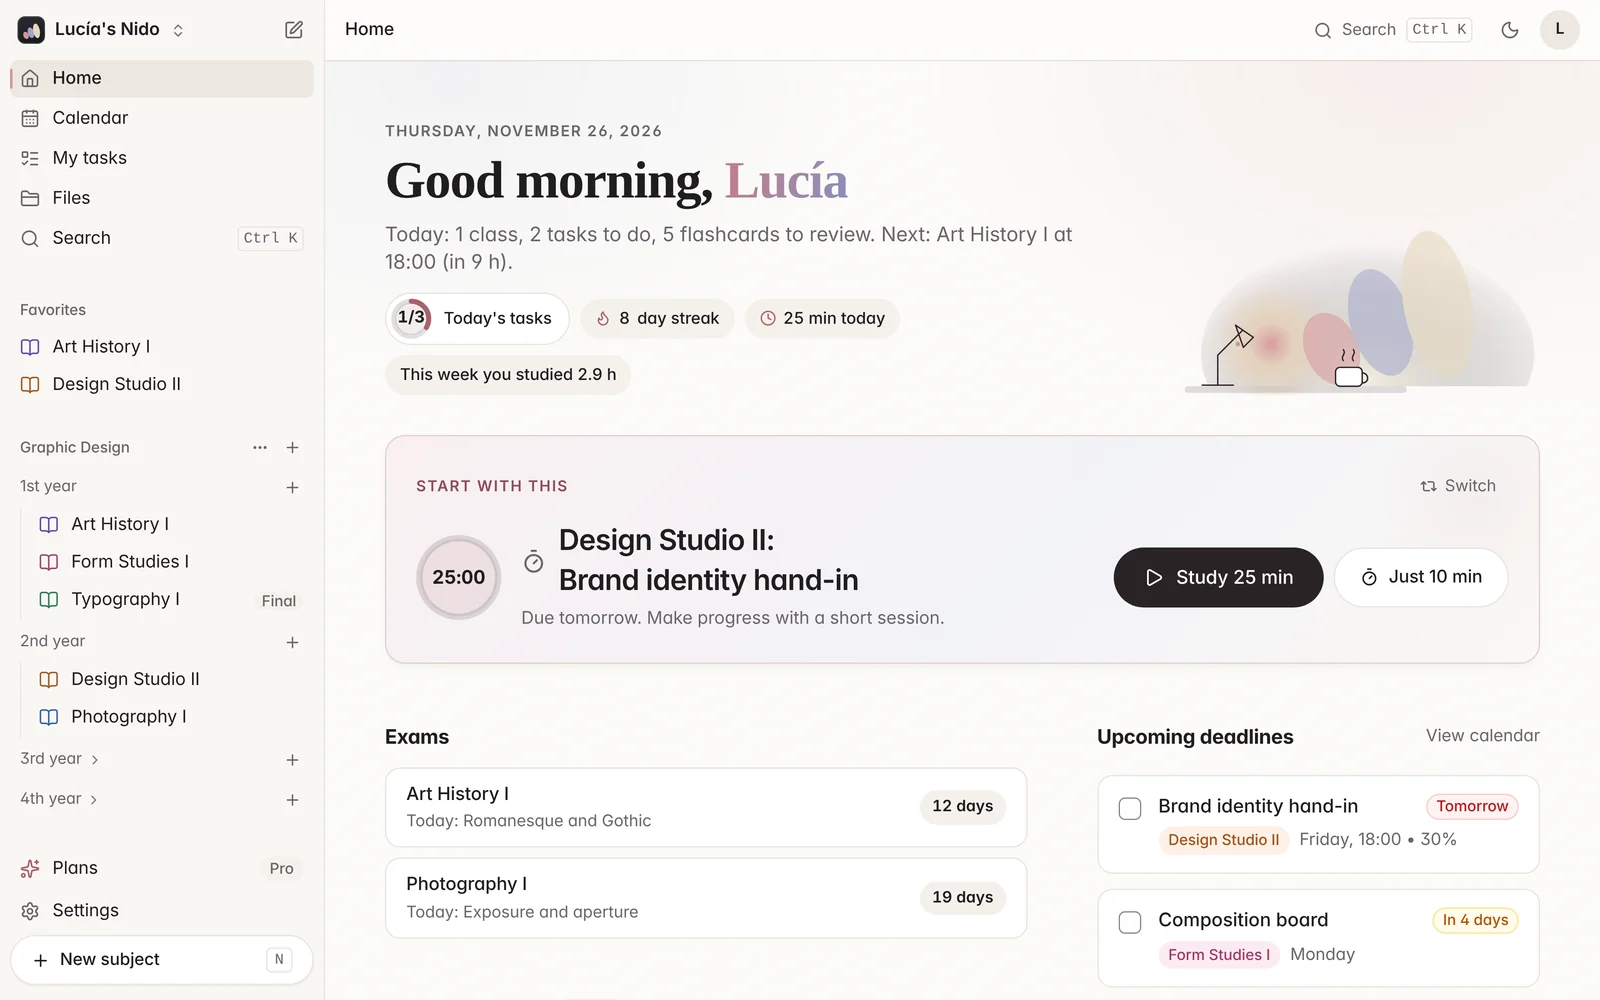 Lucía's Nido
Home
Calendar
My tasks
Files
Search Ctrl K
Favorites
Art History I
Design Studio II
Graphic Design
1st year
Art History I
Form Studies I
Typography I Final
2nd year
Design Studio II
Photography I
3rd year
4th year
Plans Pro
Settings
New subject N
Home
Search Ctrl K
L
THURSDAY, NOVEMBER 26, 2026
Good morning, Lucía
Today: 1 class, 2 tasks to do, 5 flashcards to review. Next: Art History I at
18:00 (in 9 h).
1/3 Today's tasks
8 day streak
25 min today
This week you studied 2.9 h
START WITH THIS
Switch
25:00
Design Studio II:
Brand identity hand-in
Due tomorrow. Make progress with a short session.
Study 25 min
Just 10 min
Exams
Art History I
Today: Romanesque and Gothic
12 days
Photography I
Today: Exposure and aperture
19 days
Upcoming deadlines
View calendar
Brand identity hand-in
Tomorrow
Design Studio II Friday, 18:00 • 30%
Composition board
In 4 days
Form Studies I Monday